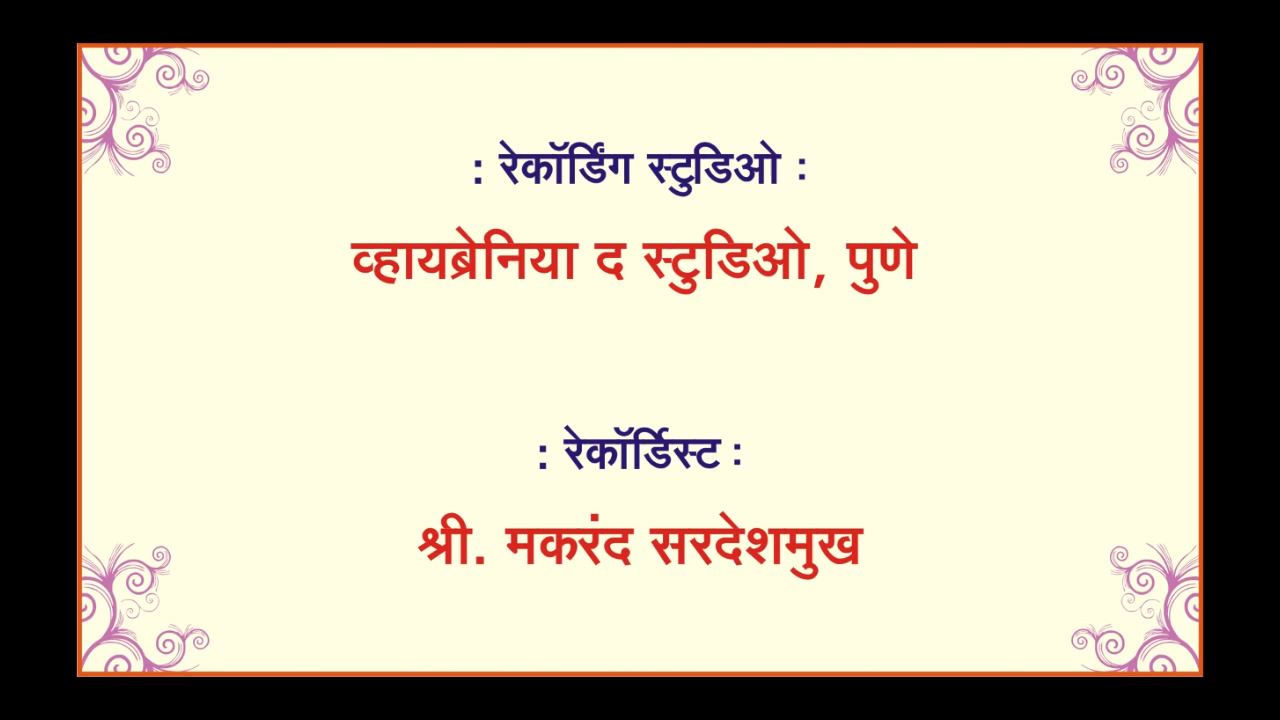 : रेकॉर्डिंग स्टुडिओ :
व्हायब्रेनिया द स्टुडिओ, पुणे
: रेकॉर्डिस्ट :
श्री. मकरंद सरदेशमुख